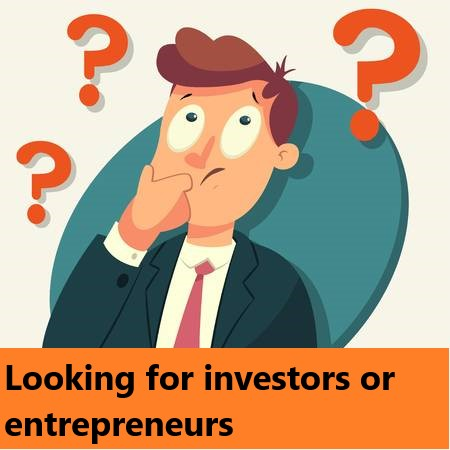 ? ? ?
Looking for investors or
entrepreneurs